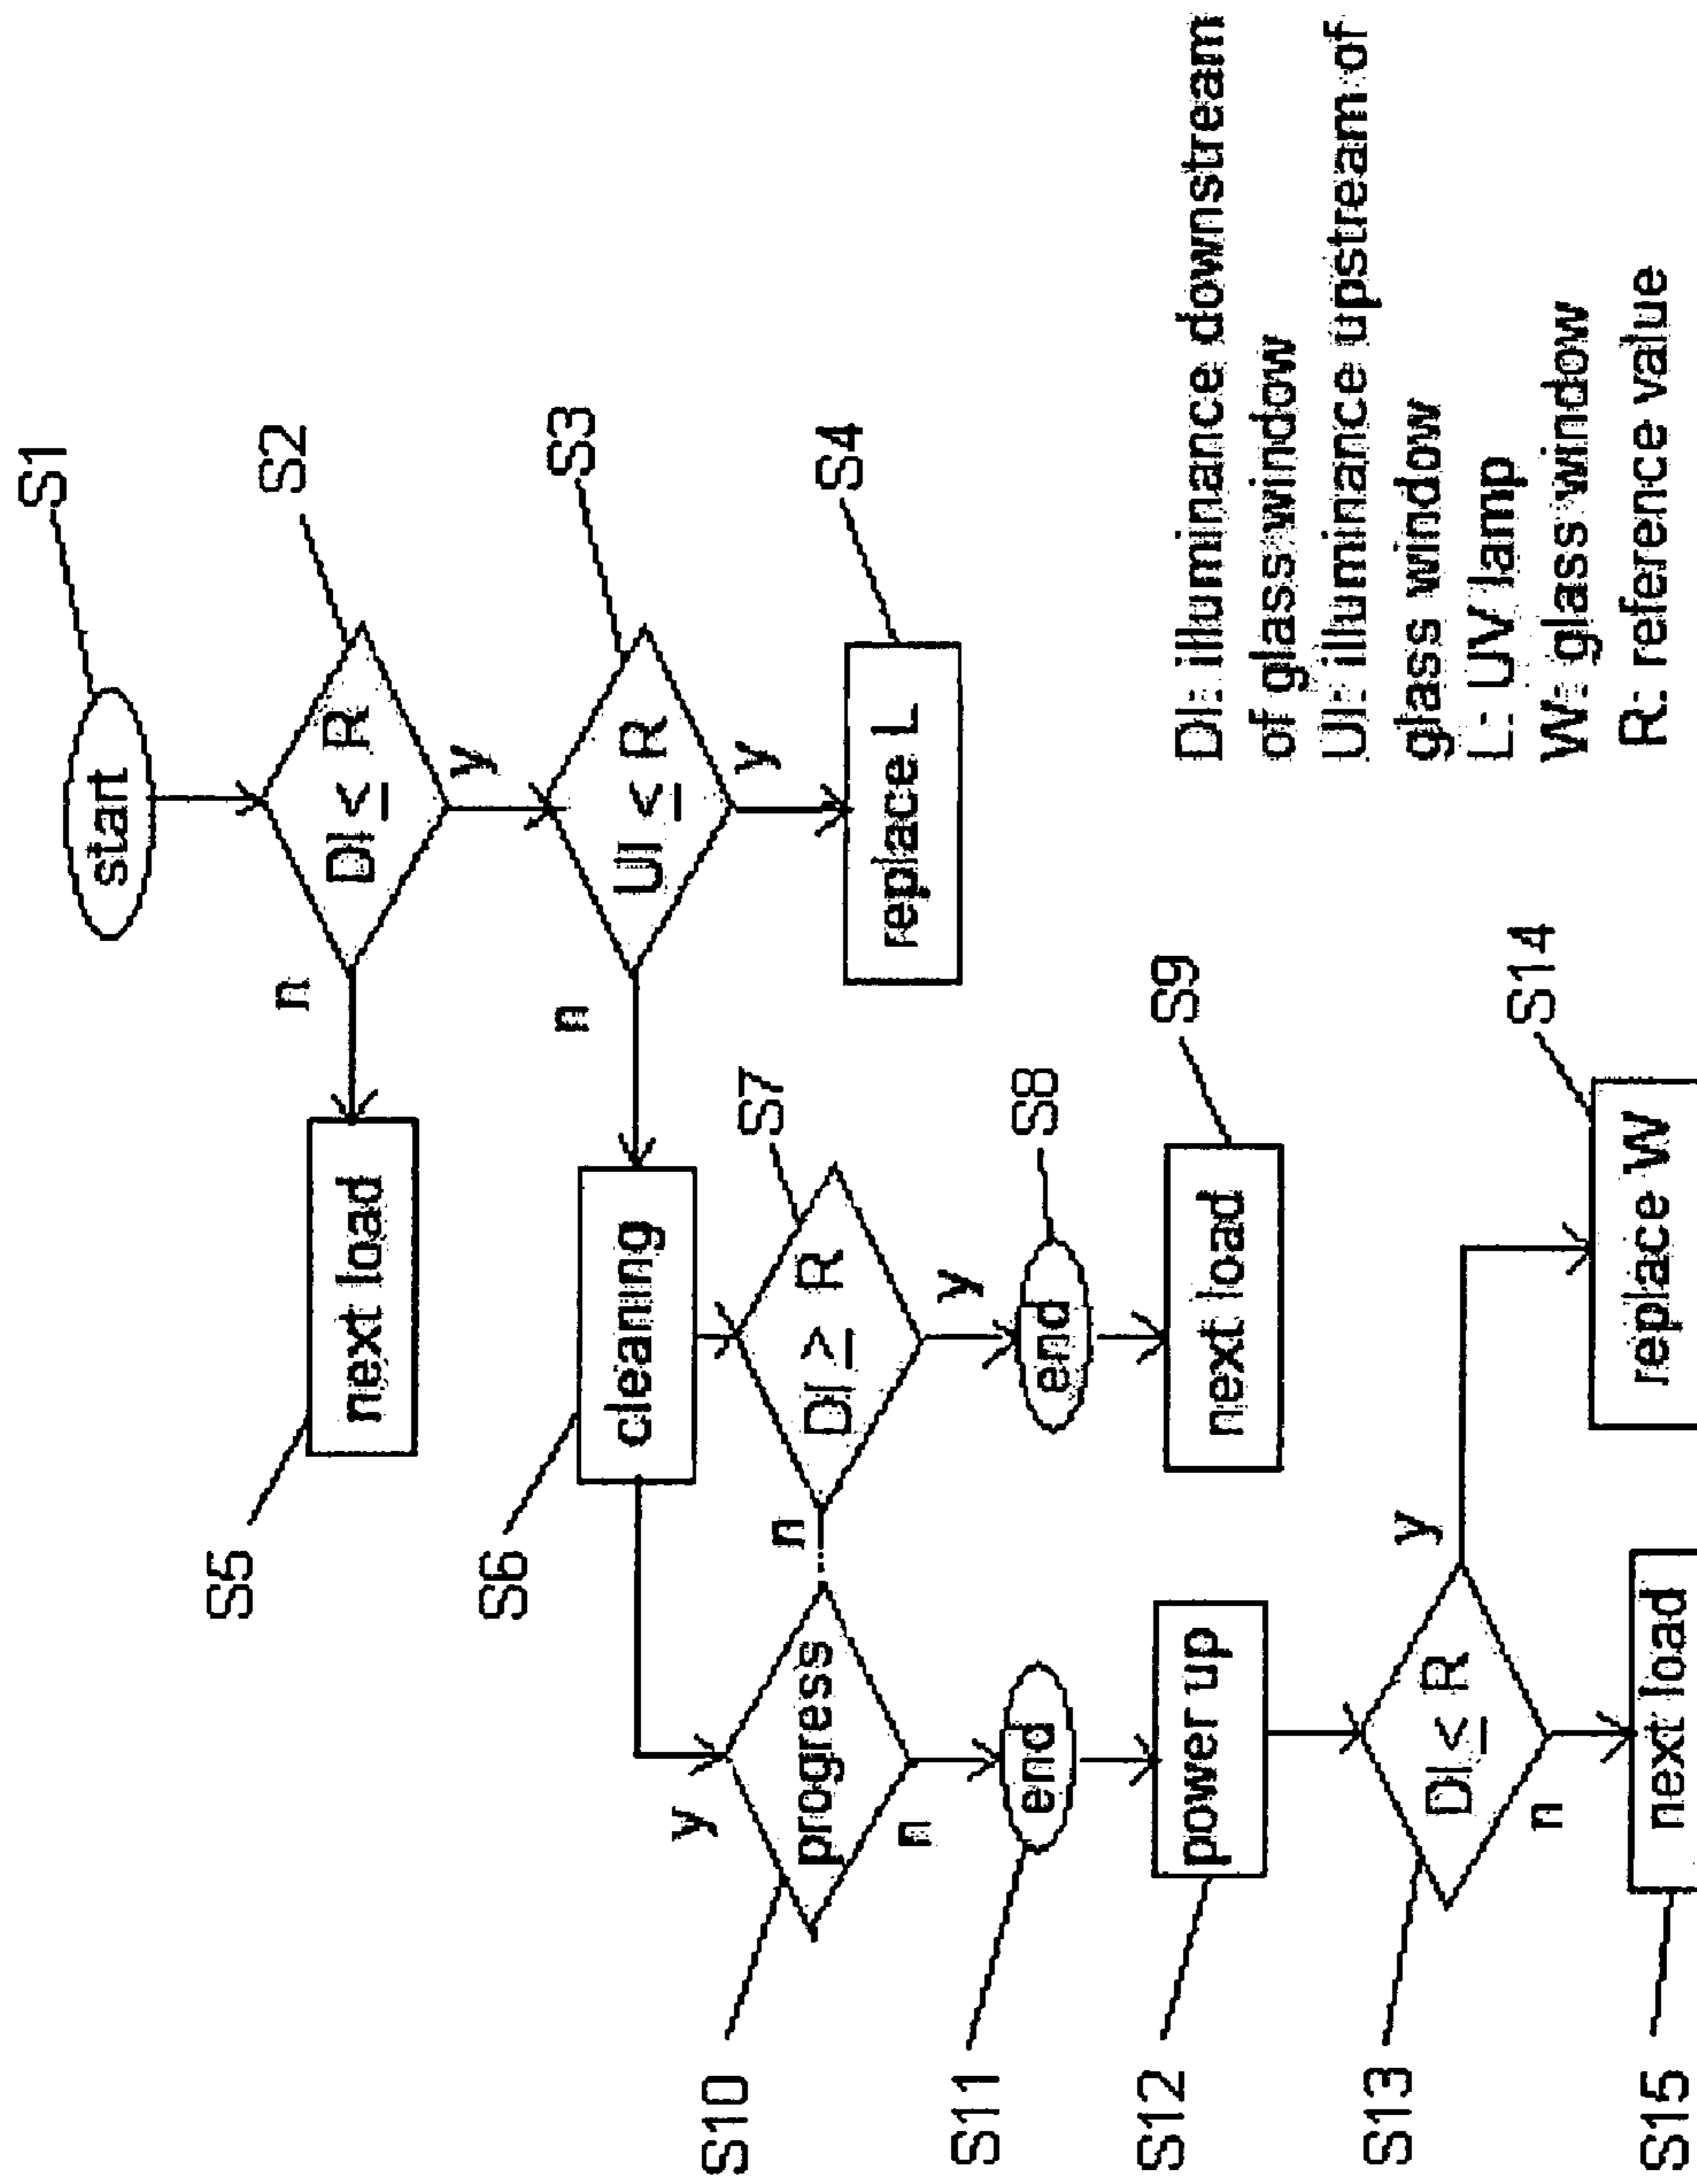 S1
start
S2
DI ≤ R
n
y
S5
next load
S3
UI ≤ R
n
y
S4
replace L
S6
cleaning
S7
DI ≥ R
n
y
S8
end
S9
next load
S10
progress
y
n
S11
end
S12
power up
S13
DI ≤ R
y
n
S14
replace W
S15
next load
DI: illuminance downstream
of glass window
UI: illuminance upstream of
glass window
L: UV lamp
W: glass window
R: reference value